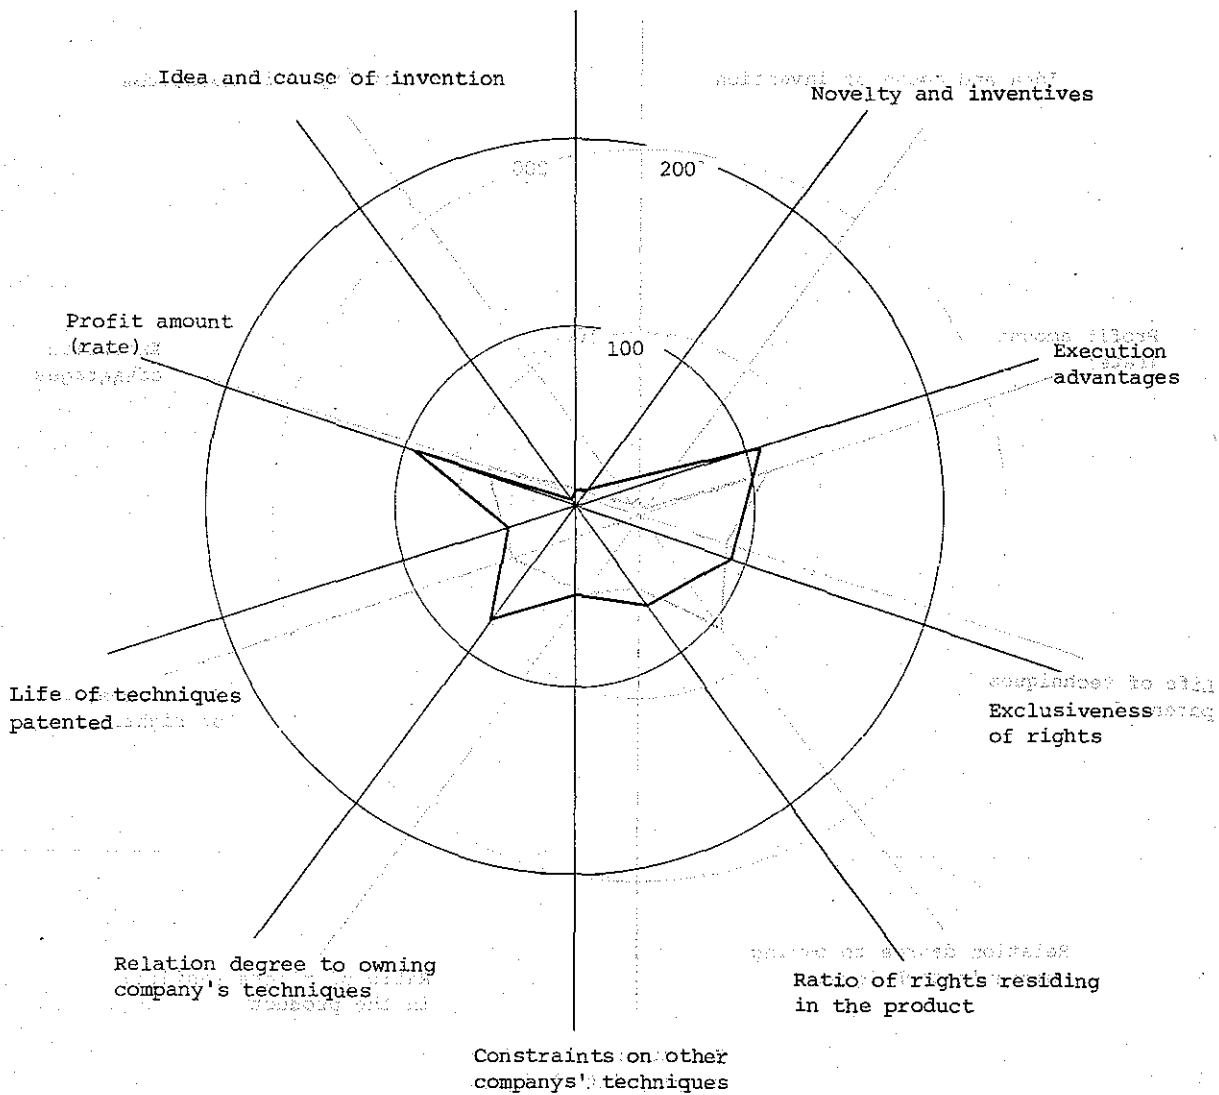 Idea and cause of invention
Novelty and inventives
200
100
Profit amount
(rate)
Execution
advantages
Life of techniques
patented
Exclusiveness
of rights
Relation degree to owning
company's techniques
Ratio of rights residing
in the product
Constraints on other
companys' techniques